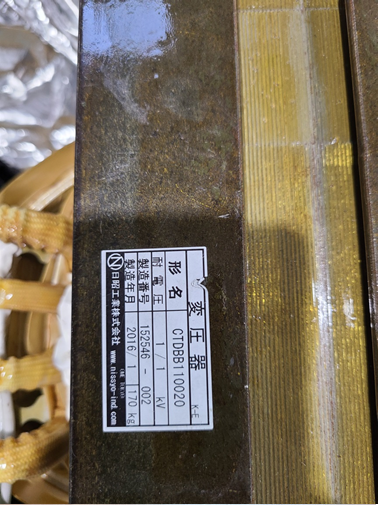 変圧器
形名 CTDBB110020 K-E
耐電圧 1 / 1 kV
製造番号 152546 - 002
製造年月 2016 / 1 170 kg
N 日昭工業株式会社 www.nissyo-ind.com